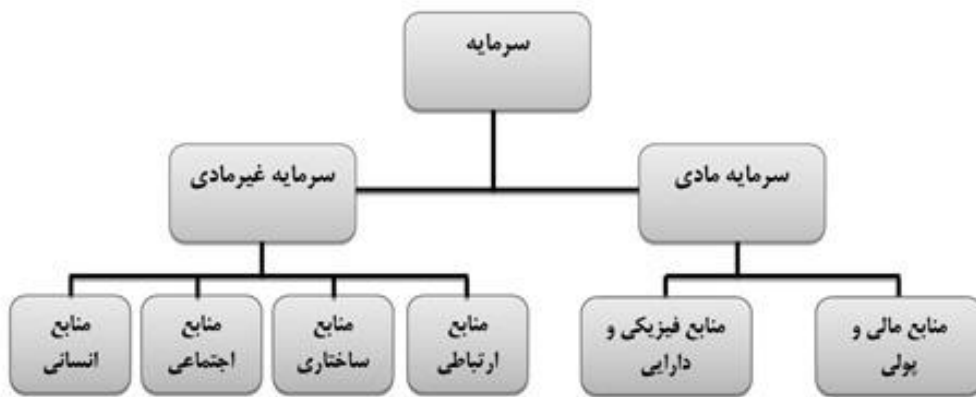 سرمایه
سرمایه مادی
سرمایه غیرمادی
منابع مالی و
پولی
منابع فیزیکی و
دارایی
منابع
ارتباطی
منابع
ساختاری
منابع
اجتماعی
منابع
انسانی